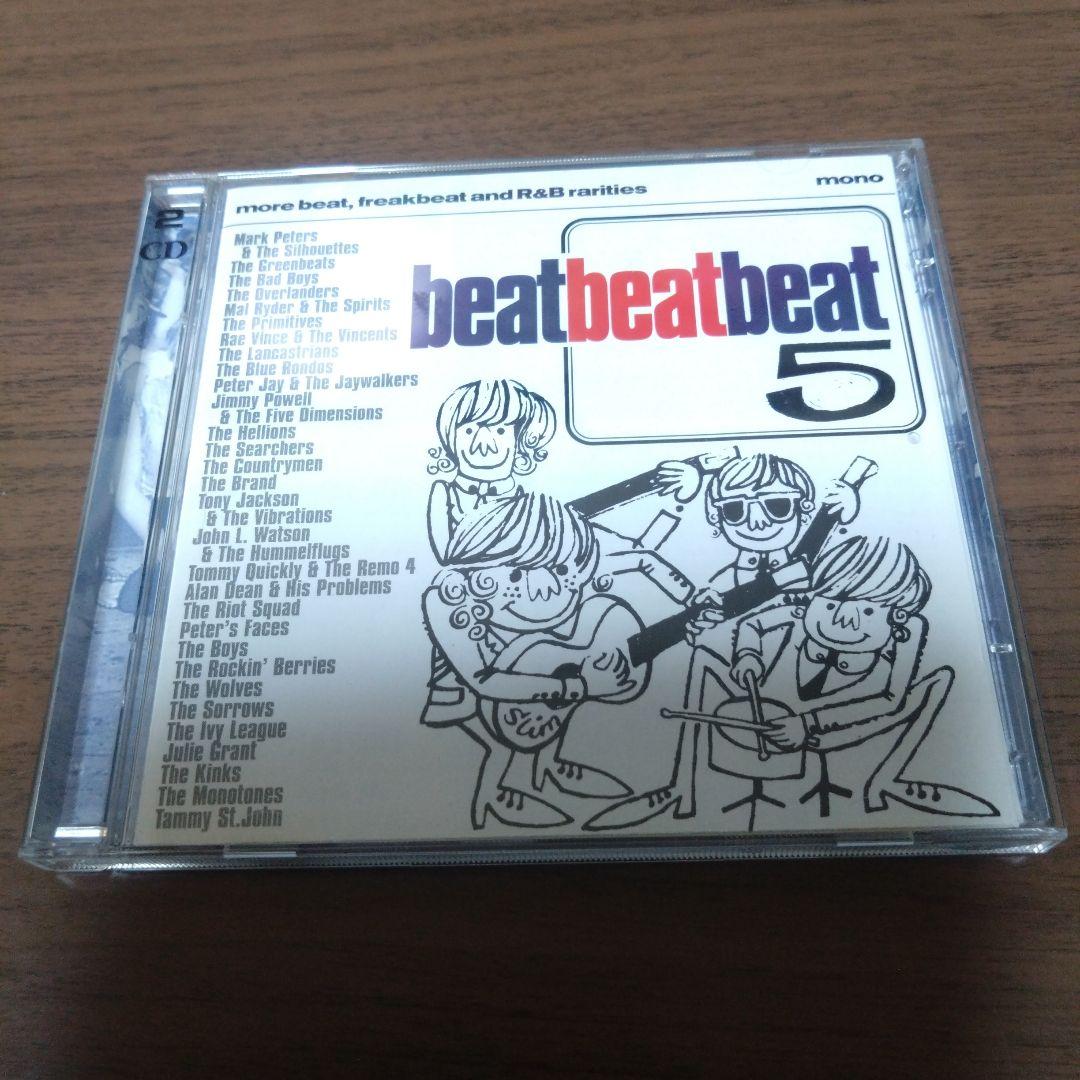 more beat, freakbeat and R&B rarities
mono
2
CD
Mark Peters
& The Silhouettes
The Greenbeats
The Bad Boys
The Overlanders
Mal Ryder & The Spirits
The Primitives
Rae Vince & The Vincents
The Lancastrians
The Blue Rondos
Peter Jay & The Jaywalkers
Jimmy Powell
& The Five Dimensions
The Hellions
The Searchers
The Countrymen
The Brand
Tony Jackson
& The Vibrations
John L. Watson
& The Hummelflugs
Tommy Quickly & The Remo 4
Alan Dean & His Problems
The Riot Squad
Peter's Faces
The Boys
The Rockin' Berries
The Wolves
The Sorrows
The Ivy League
Julie Grant
The Kinks
The Monotones
Tammy St.John
beatbeatbeat
5
Slim